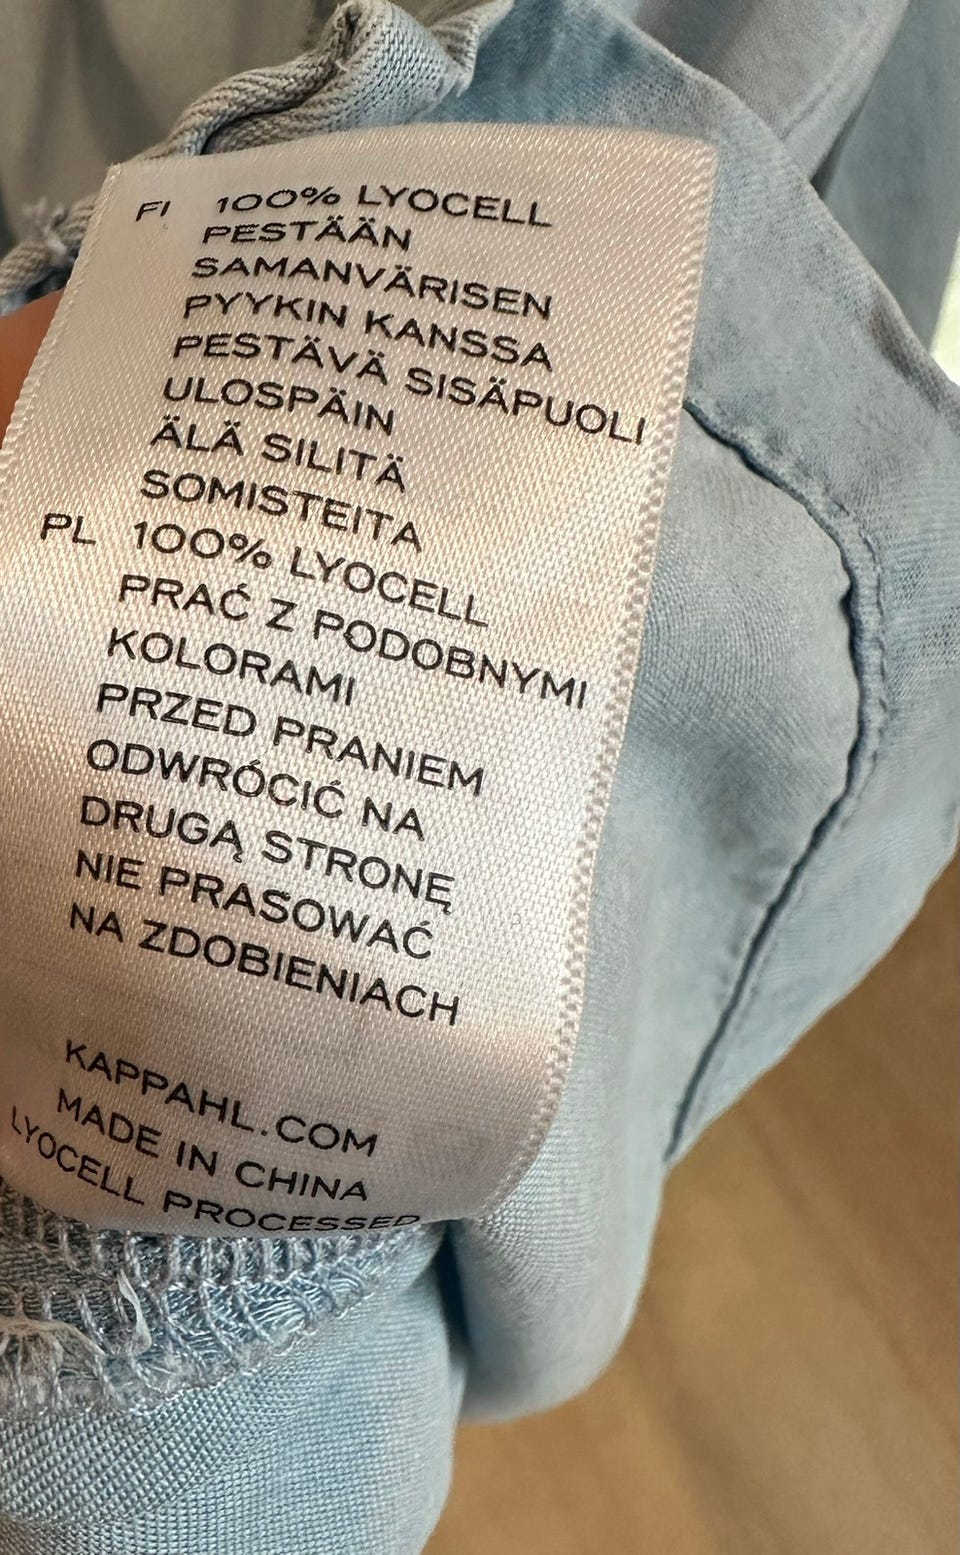 FI 100% LYOCELL
PESTÄÄN
SAMANVÄRISEN
PYYKIN KANSSA
PESTÄVÄ SISÄPUOLI
ULOSPÄIN
ÄLÄ SILITÄ
SOMISTEITA
PL 100% LYOCELL
PRAĆ Z PODOBNYMI
KOLORAMI
PRZED PRANIEM
ODWRÓCIĆ NA
DRUGĄ STRONĘ
NIE PRASOWAĆ
NA ZDOBIENIACH
KAPPAHL.COM
MADE IN CHINA
LYOCELL PROCESSED